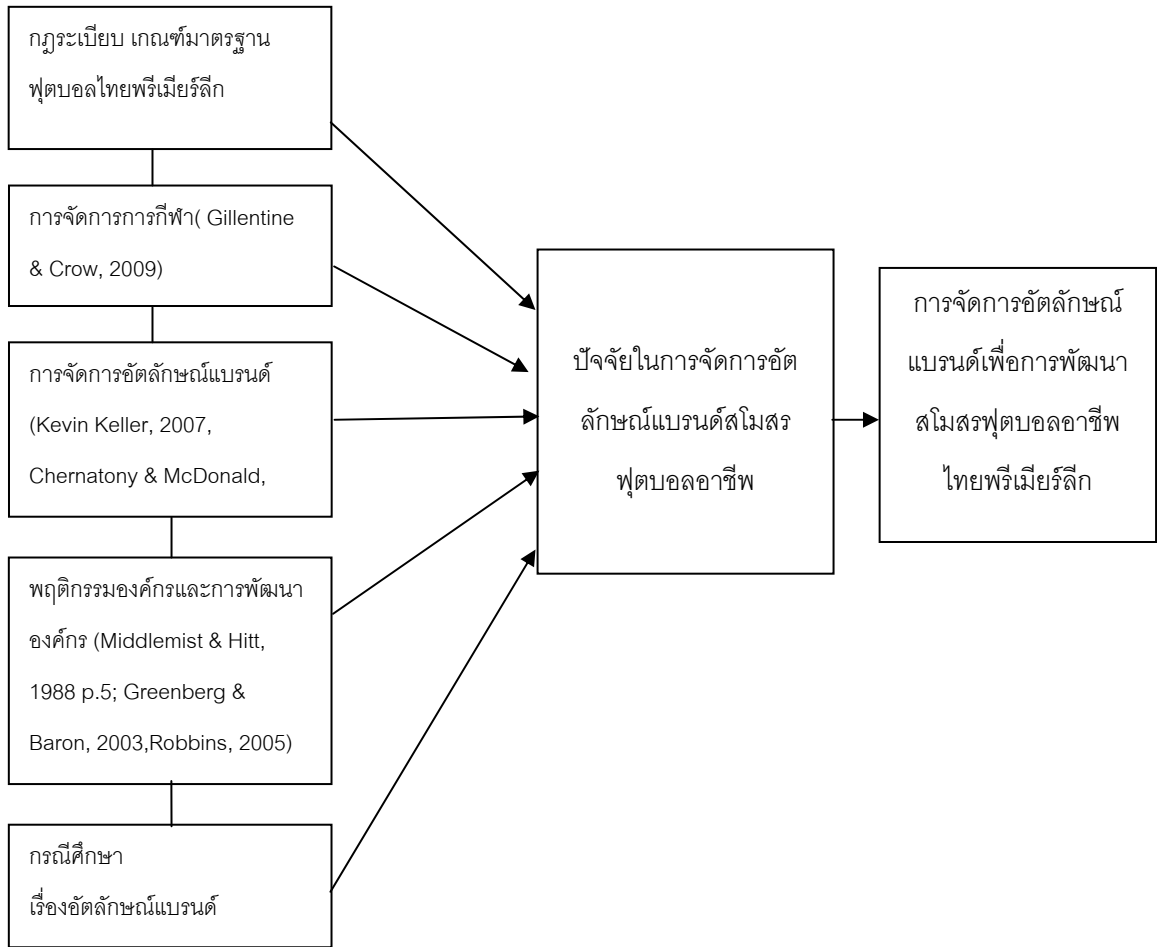 กฎระเบียบ เกณฑ์มาตรฐาน
ฟุตบอลไทยพรีเมียร์ลีก
การจัดการการกีฬา( Gillentine
& Crow, 2009)
การจัดการอัตลักษณ์แบรนด์
(Kevin Keller, 2007,
Chernatony & McDonald,
พฤติกรรมองค์กรและการพัฒนา
องค์กร (Middlemist & Hitt,
1988 p.5; Greenberg &
Baron, 2003,Robbins, 2005)
กรณีศึกษา
เรื่องอัตลักษณ์แบรนด์
ปัจจัยในการจัดการอัต
ลักษณ์แบรนด์สโมสร
ฟุตบอลอาชีพ
การจัดการอัตลักษณ์
แบรนด์เพื่อการพัฒนา
สโมสรฟุตบอลอาชีพ
ไทยพรีเมียร์ลีก